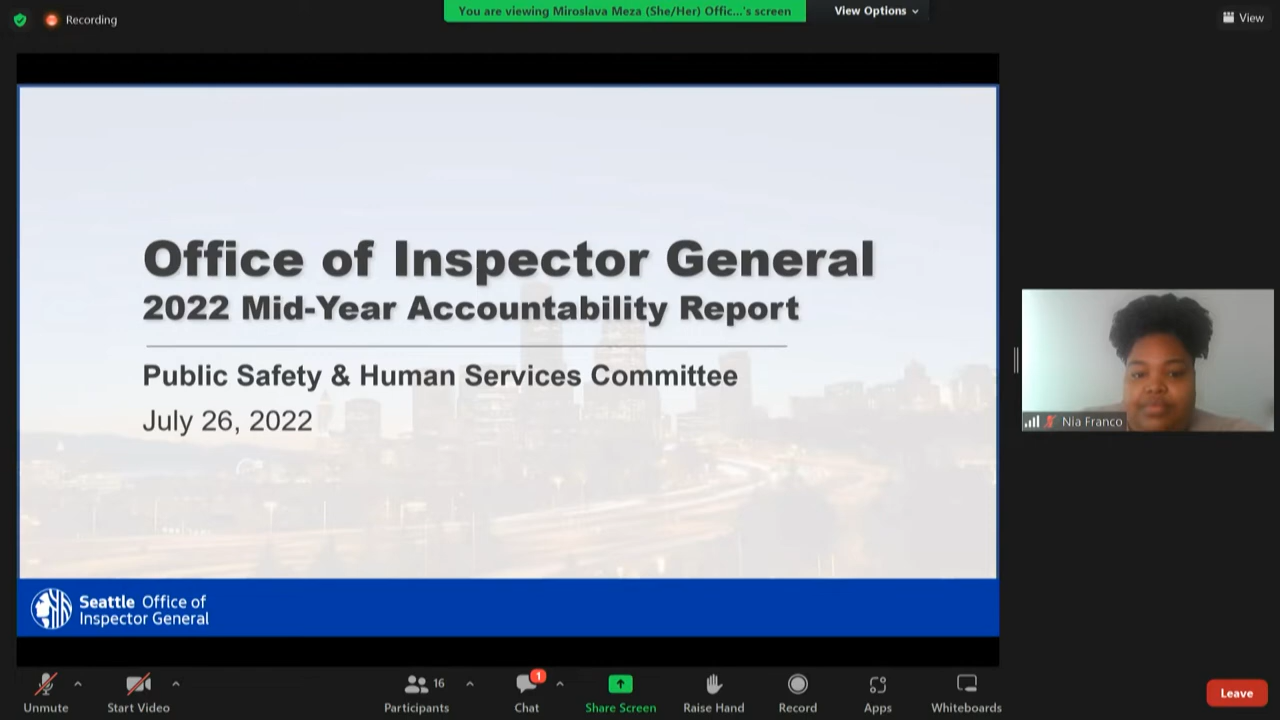 Recording
You are viewing Miroslava Meza (She/Her) Offic...'s screen
View Options
View
Office of Inspector General
2022 Mid-Year Accountability Report
Public Safety & Human Services Committee
July 26, 2022
Nia Franco
Seattle Office of
Inspector General
Unmute
Start Video
16
Participants
1
Chat
Share Screen
Raise Hand
Record
Apps
Whiteboards
Leave